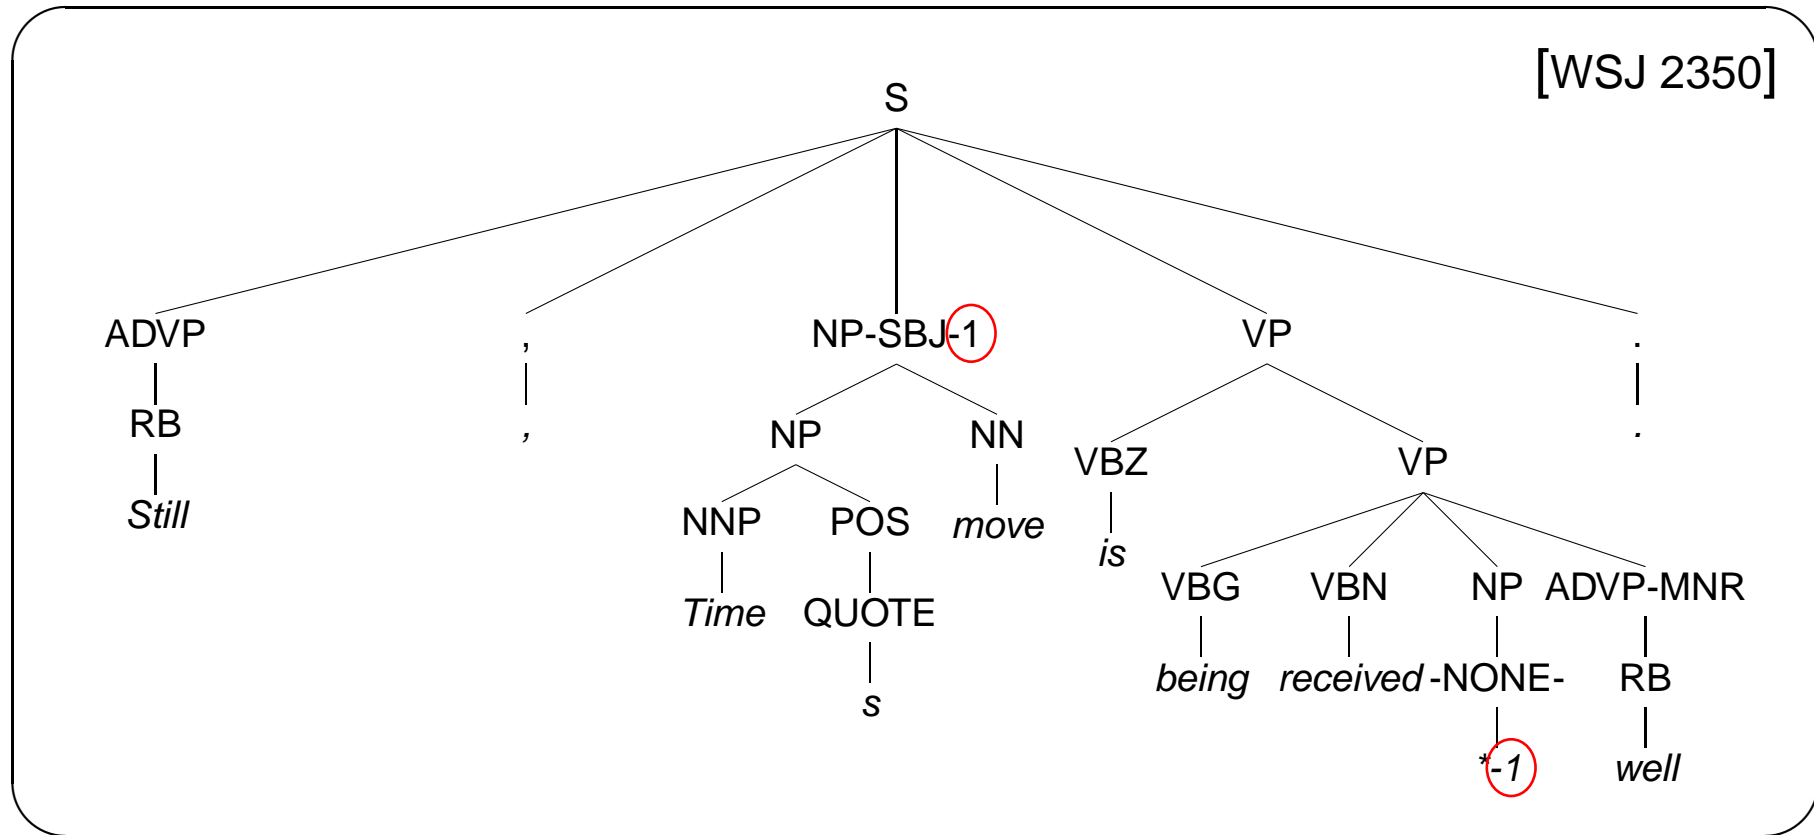 [WSJ 2350]
S
ADVP , NP-SBJ-1 VP .
RB , NP NN VBZ VP .
Still NNP POS move is
Time QUOTE VBG VBN NP ADVP-MNR
s being received -NONE- RB
*-1 well